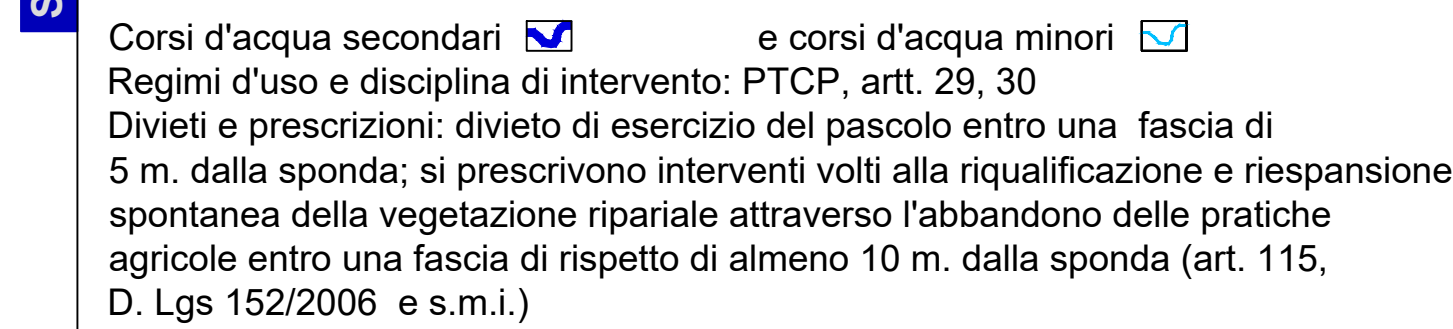 Corsi d'acqua secondari e corsi d'acqua minori
Regimi d'uso e disciplina di intervento: PTCP, artt. 29, 30
Divieti e prescrizioni: divieto di esercizio del pascolo entro una fascia di
5 m. dalla sponda; si prescrivono interventi volti alla riqualificazione e riespansione
spontanea della vegetazione ripariale attraverso l'abbandono delle pratiche
agricole entro una fascia di rispetto di almeno 10 m. dalla sponda (art. 115,
D. Lgs 152/2006 e s.m.i.)